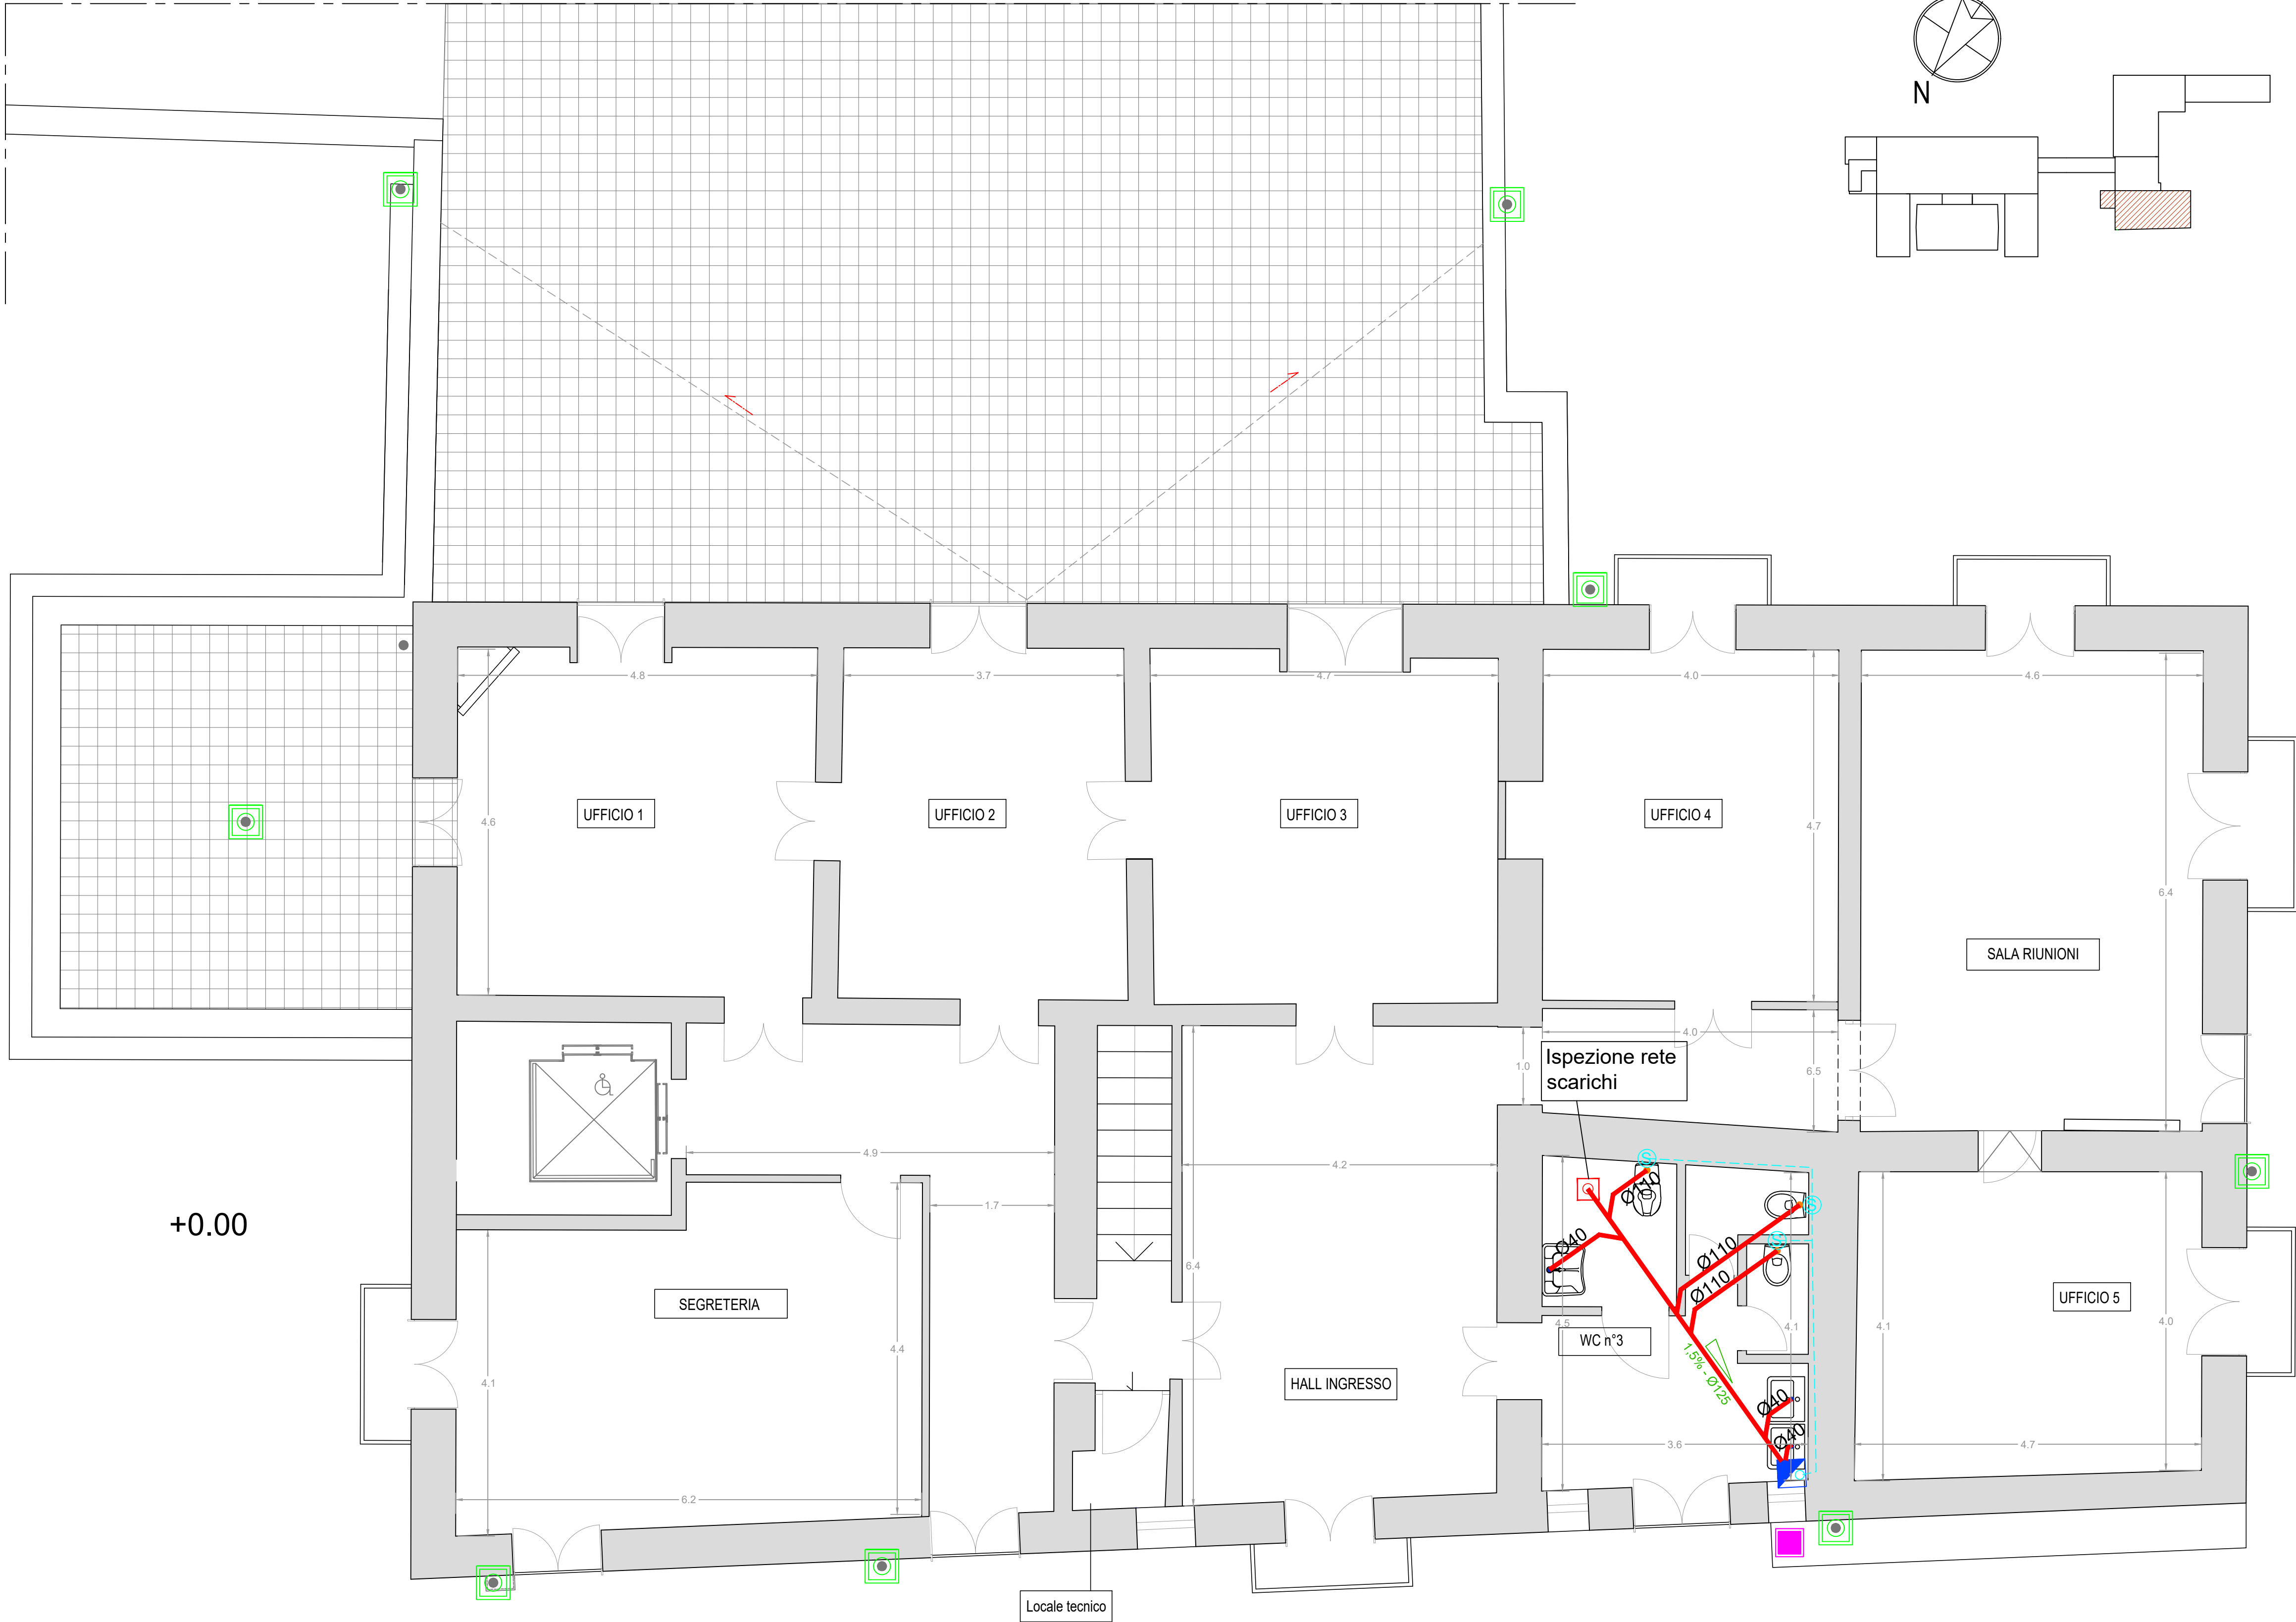 N
4.8
3.7
4.7
4.0
4.6
UFFICIO 1
UFFICIO 2
UFFICIO 3
UFFICIO 4
4.6
4.7
6.4
SALA RIUNIONI
4.0
Ispezione rete
scarichi
1.0
6.5
4.9
4.2
1.7
+0.00
S
Ø110
S
S
Ø40
Ø110
Ø110
6.4
SEGRETERIA
UFFICIO 5
4.5
WC n°3
4.1
4.1
4.0
4.4
4.1
1,5% - Ø125
HALL INGRESSO
Ø40
Ø40
3.6
4.7
6.2
Locale tecnico